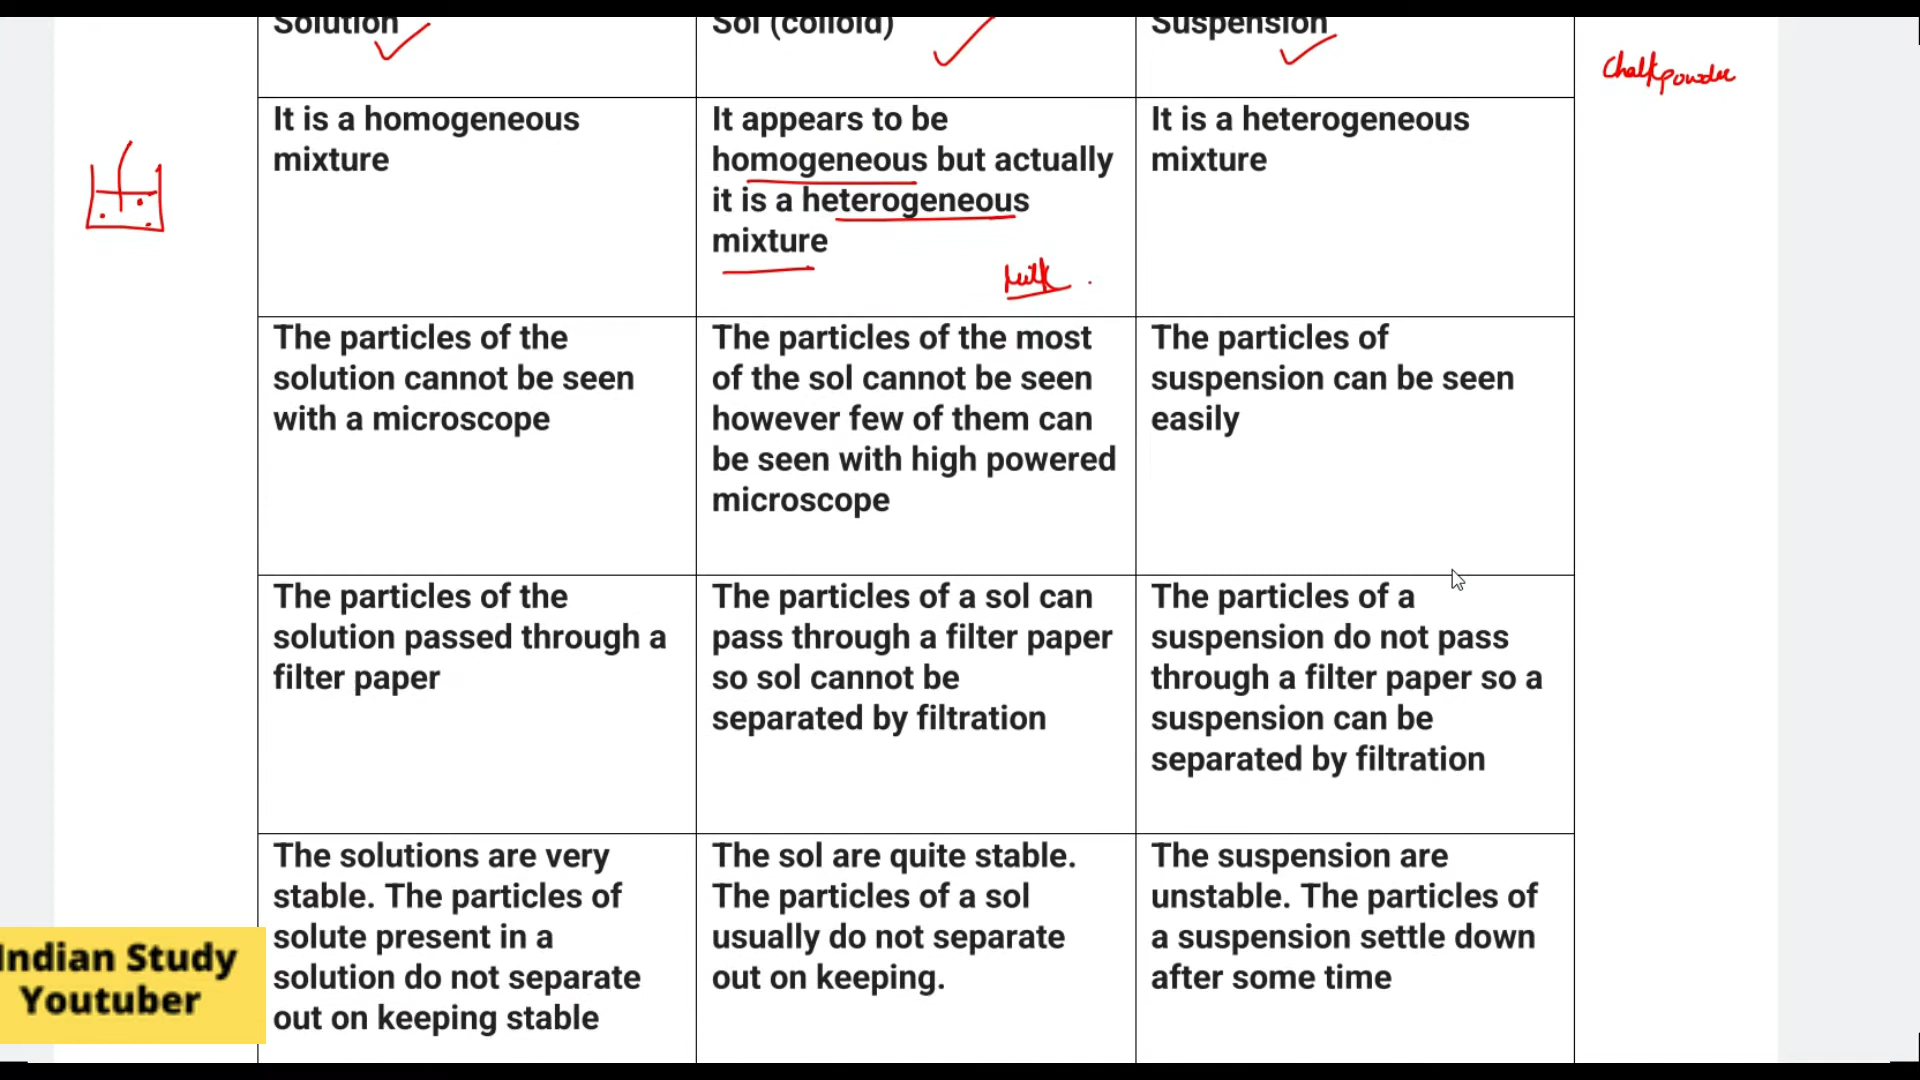 Solution
Sol (colloid)
Suspension
Chalk powder
It is a homogeneous
mixture
It appears to be
homogeneous but actually
it is a heterogeneous
mixture
Milk
It is a heterogeneous
mixture
The particles of the
solution cannot be seen
with a microscope
The particles of the most
of the sol cannot be seen
however few of them can
be seen with high powered
microscope
The particles of
suspension can be seen
easily
The particles of the
solution passed through a
filter paper
The particles of a sol can
pass through a filter paper
so sol cannot be
separated by filtration
The particles of a
suspension do not pass
through a filter paper so a
suspension can be
separated by filtration
The solutions are very
stable. The particles of
solute present in a
solution do not separate
out on keeping stable
The sol are quite stable.
The particles of a sol
usually do not separate
out on keeping.
The suspension are
unstable. The particles of
a suspension settle down
after some time
Indian Study
Youtuber